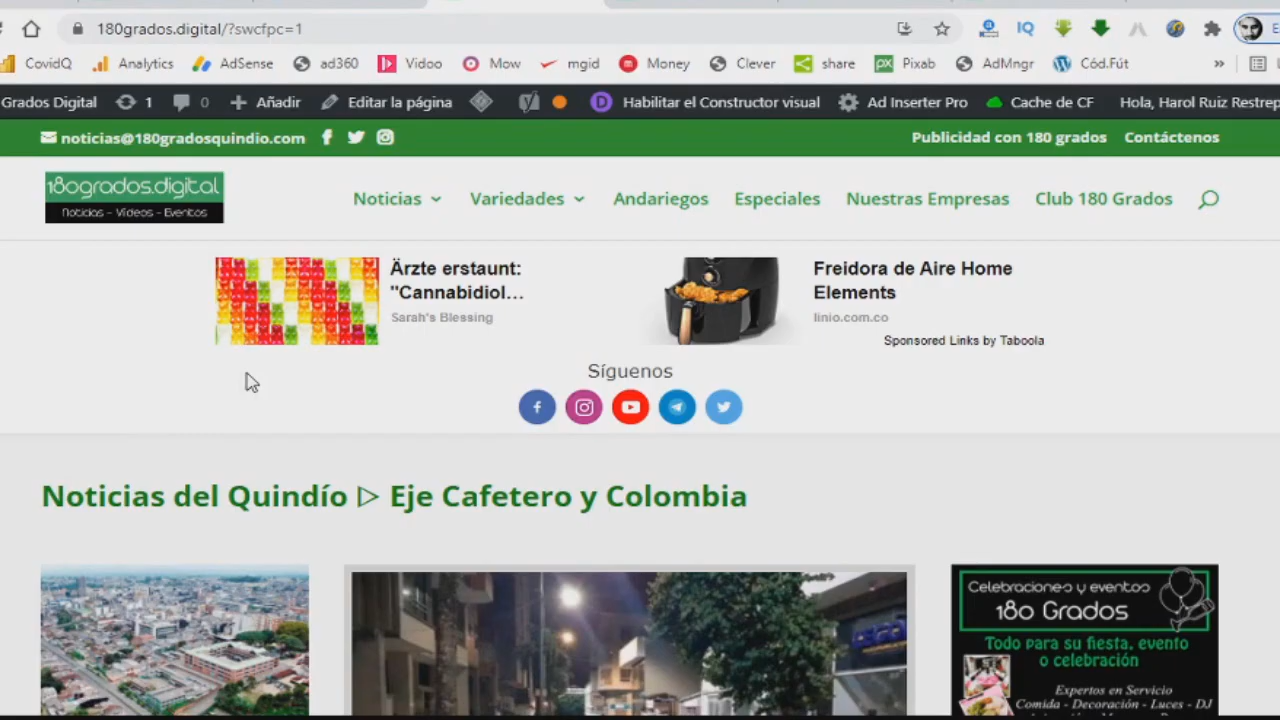 180grados.digital/?swcfpc=1
CovidQ Analytics AdSense ad360 Vidoo Mow mgid Money Clever share Pixab AdMngr Cód.Fút »
Grados Digital 1 0 Añadir Editar la página Habilitar el Constructor visual Ad Inserter Pro Cache de CF Hola, Harol Ruiz Restrep
noticias@180gradosquindio.com Publicidad con 180 grados Contáctenos
180grados.digital
Noticias - Videos - Eventos
Noticias Variedades Andariegos Especiales Nuestras Empresas Club 180 Grados
Ärzte erstaunt:
"Cannabidiol...
Sarah's Blessing
Freidora de Aire Home
Elements
linio.com.co
Sponsored Links by Taboola
Síguenos
Noticias del Quindío ▷ Eje Cafetero y Colombia
Celebraciones y eventos
180 Grados
Todo para su fiesta, evento
o celebración
Expertos en Servicio
Comida - Decoración - Luces - DJ